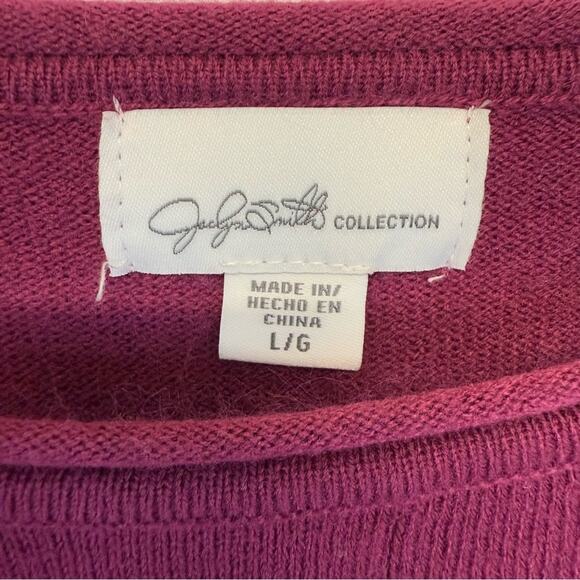 Jaclyn Smith COLLECTION
MADE IN/
HECHO EN
CHINA
L/G